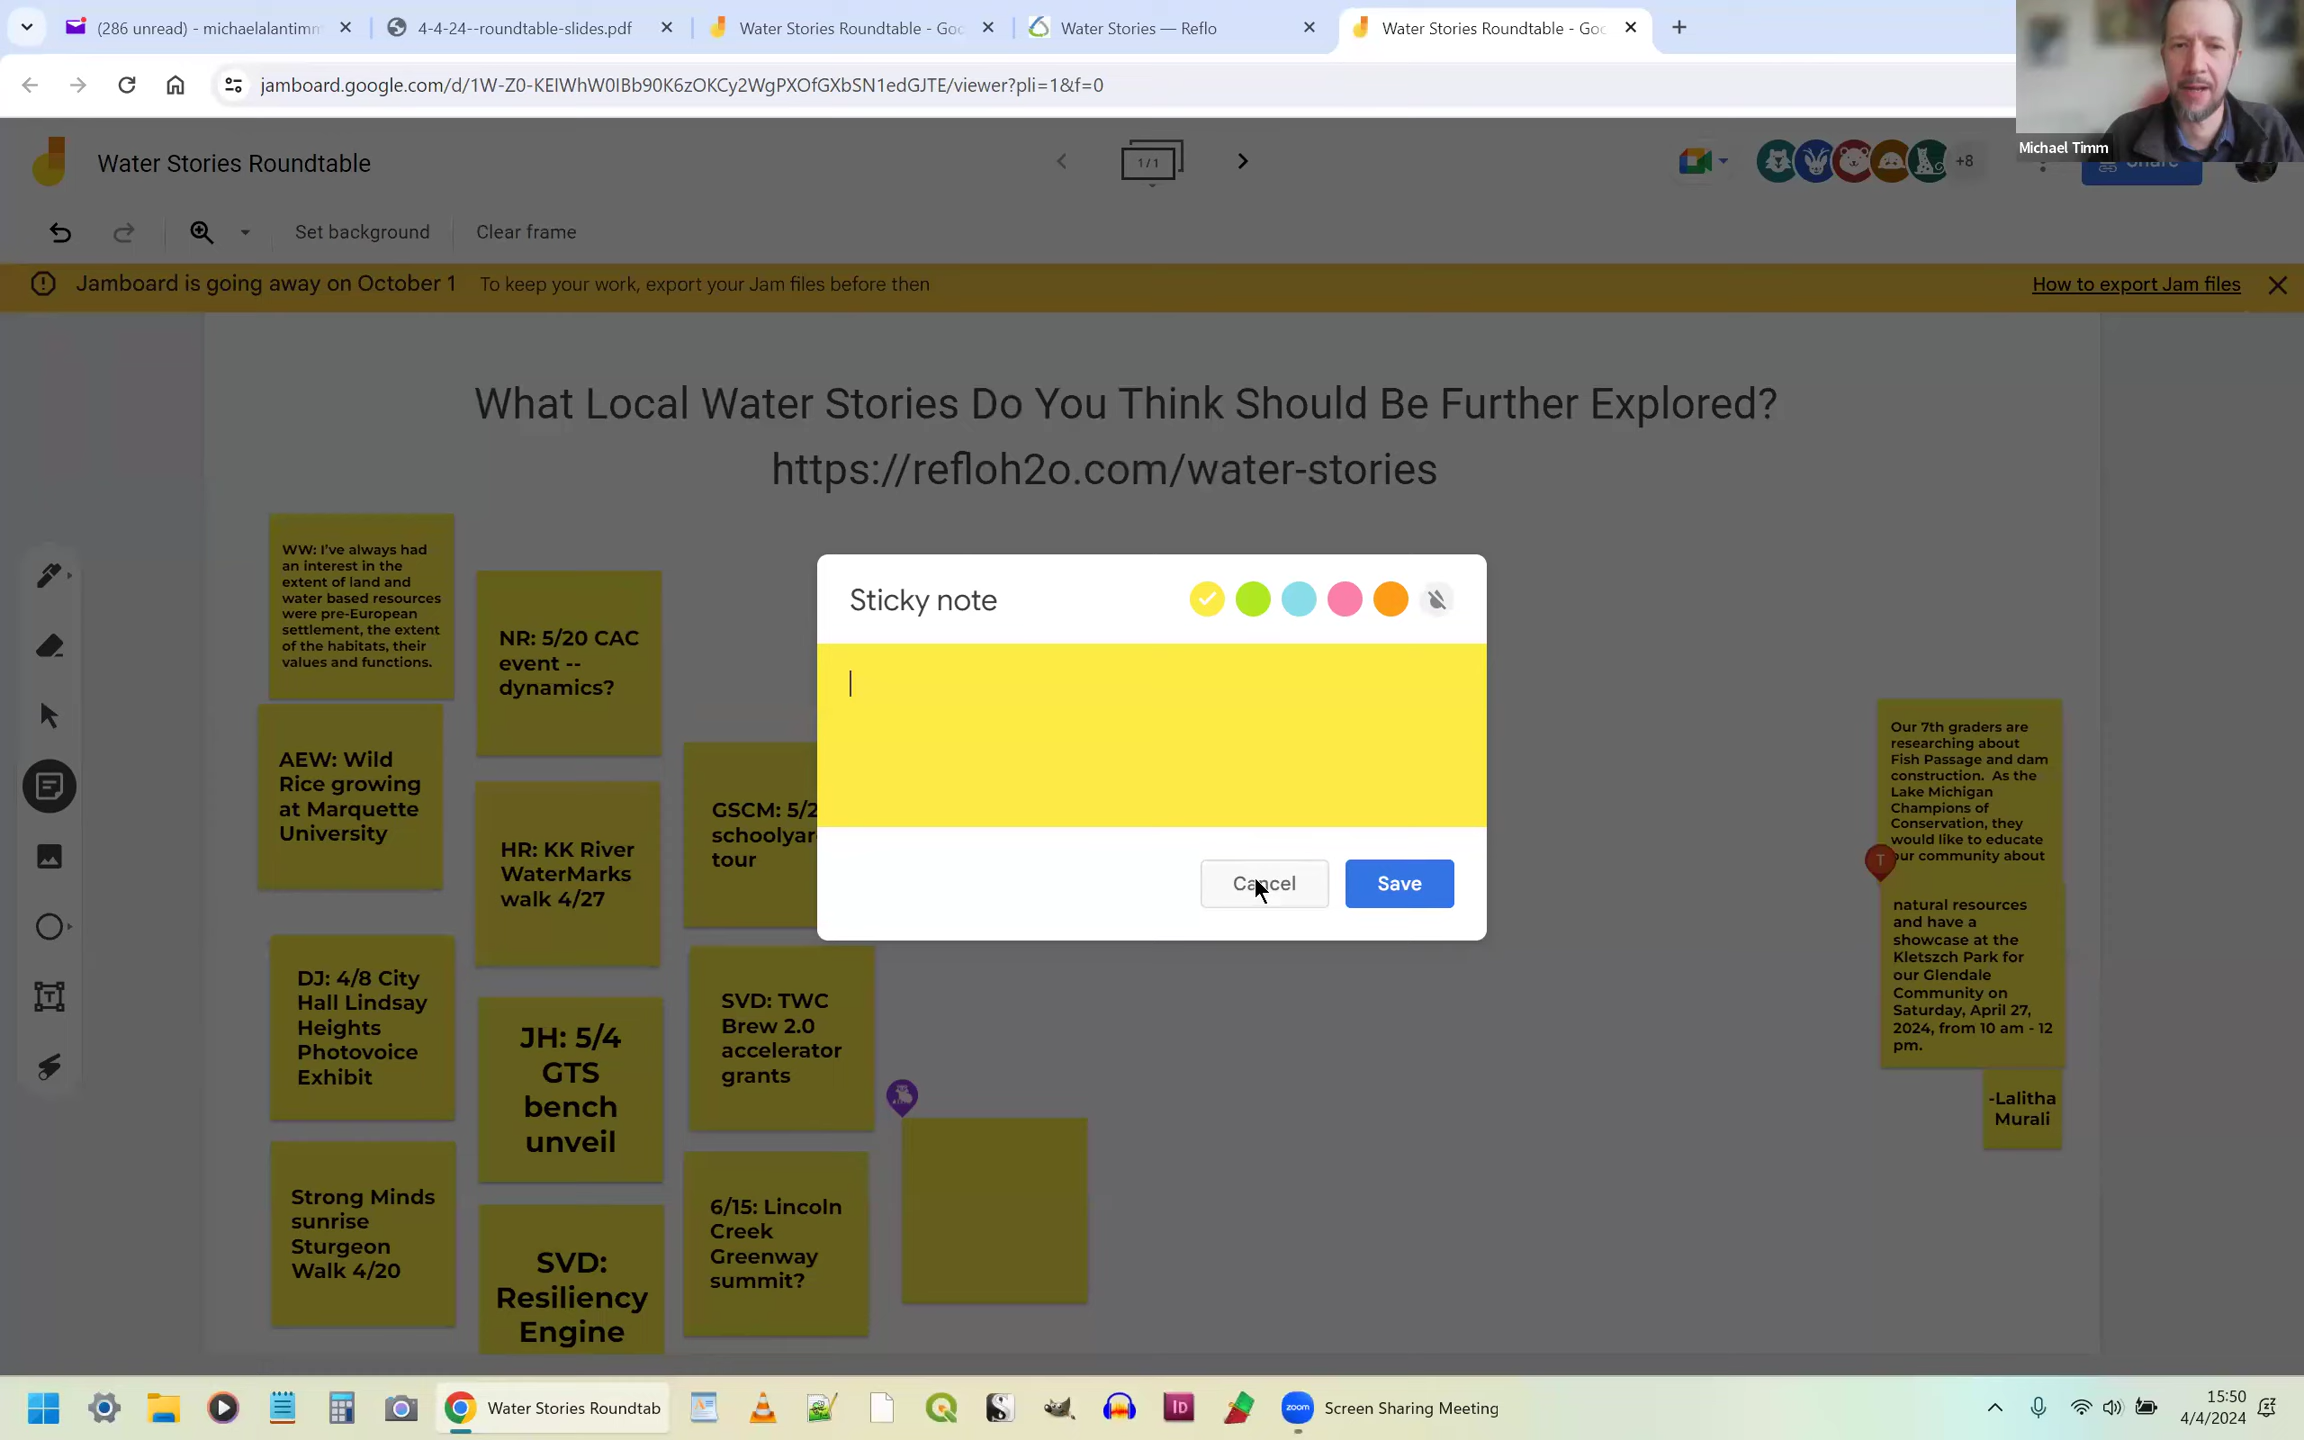 (286 unread) - michaelalantimm
4-4-24--roundtable-slides.pdf
Water Stories Roundtable - Goo
Water Stories — Reflo
Water Stories Roundtable - Goo
jamboard.google.com/d/1W-Z0-KEIWhW0IBb90K6zOKCy2WgPXOfGXbSN1edGJTE/viewer?pli=1&f=0
Michael Timm
Water Stories Roundtable
1/1
+8
Share
Set background
Clear frame
Jamboard is going away on October 1
To keep your work, export your Jam files before then
How to export Jam files
What Local Water Stories Do You Think Should Be Further Explored?
https://refloh2o.com/water-stories
WW: I've always had
an interest in the
extent of land and
water based resources
were pre-European
settlement, the extent
of the habitats, their
values and functions.
NR: 5/20 CAC
event --
dynamics?
AEW: Wild
Rice growing
at Marquette
University
HR: KK River
WaterMarks
walk 4/27
GSCM: 5/2
schoolyar
tour
DJ: 4/8 City
Hall Lindsay
Heights
Photovoice
Exhibit
JH: 5/4
GTS
bench
unveil
SVD: TWC
Brew 2.0
accelerator
grants
Strong Minds
sunrise
Sturgeon
Walk 4/20
SVD:
Resiliency
Engine
6/15: Lincoln
Creek
Greenway
summit?
Sticky note
Cancel
Save
Our 7th graders are
researching about
Fish Passage and dam
construction. As the
Lake Michigan
Champions of
Conservation, they
would like to educate
our community about
T
natural resources
and have a
showcase at the
Kletszch Park for
our Glendale
Community on
Saturday, April 27,
2024, from 10 am - 12
pm.
-Lalitha
Murali
Water Stories Roundtab
Id
zoom
Screen Sharing Meeting
15:50
4/4/2024